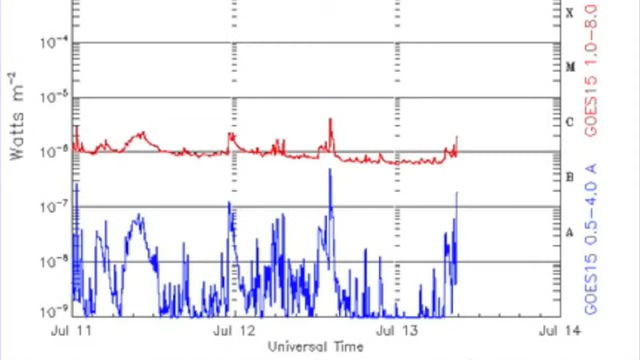 X
10⁻⁴
M
Watts m⁻²
10⁻⁵
C
10⁻⁶
B
10⁻⁷
A
10⁻⁸
10⁻⁹
Jul 11
Jul 12
Jul 13
Jul 14
Universal Time
GOES15 1.0-8.0
GOES15 0.5-4.0 A